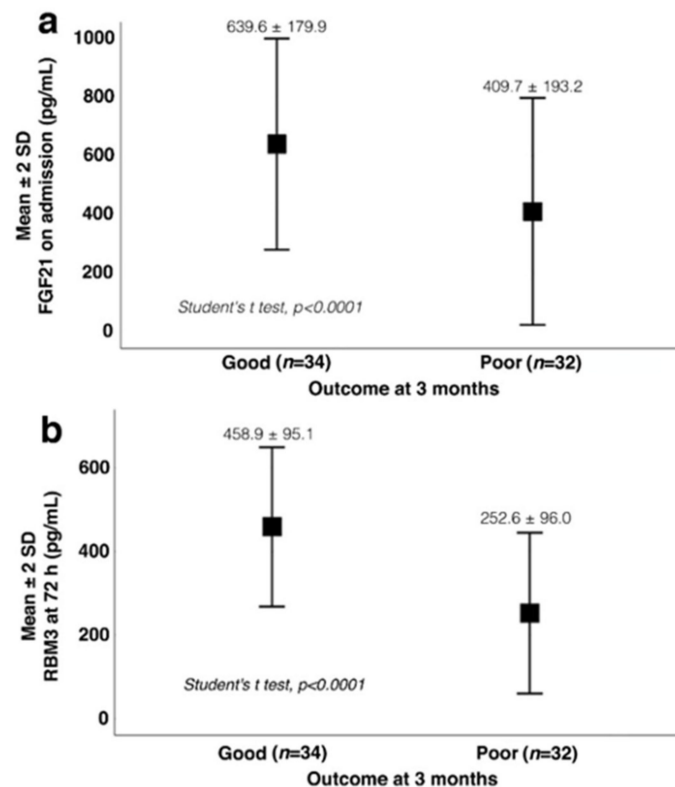 a
639.6 ± 179.9
409.7 ± 193.2
Mean ± 2 SD
FGF21 on admission (pg/mL)
1000
800
600
400
200
0
Student's t test, p<0.0001
Good (n=34)
Poor (n=32)
Outcome at 3 months
b
458.9 ± 95.1
252.6 ± 96.0
Mean ± 2 SD
RBM3 at 72 h (pg/mL)
600
400
200
0
Student's t test, p<0.0001
Good (n=34)
Poor (n=32)
Outcome at 3 months